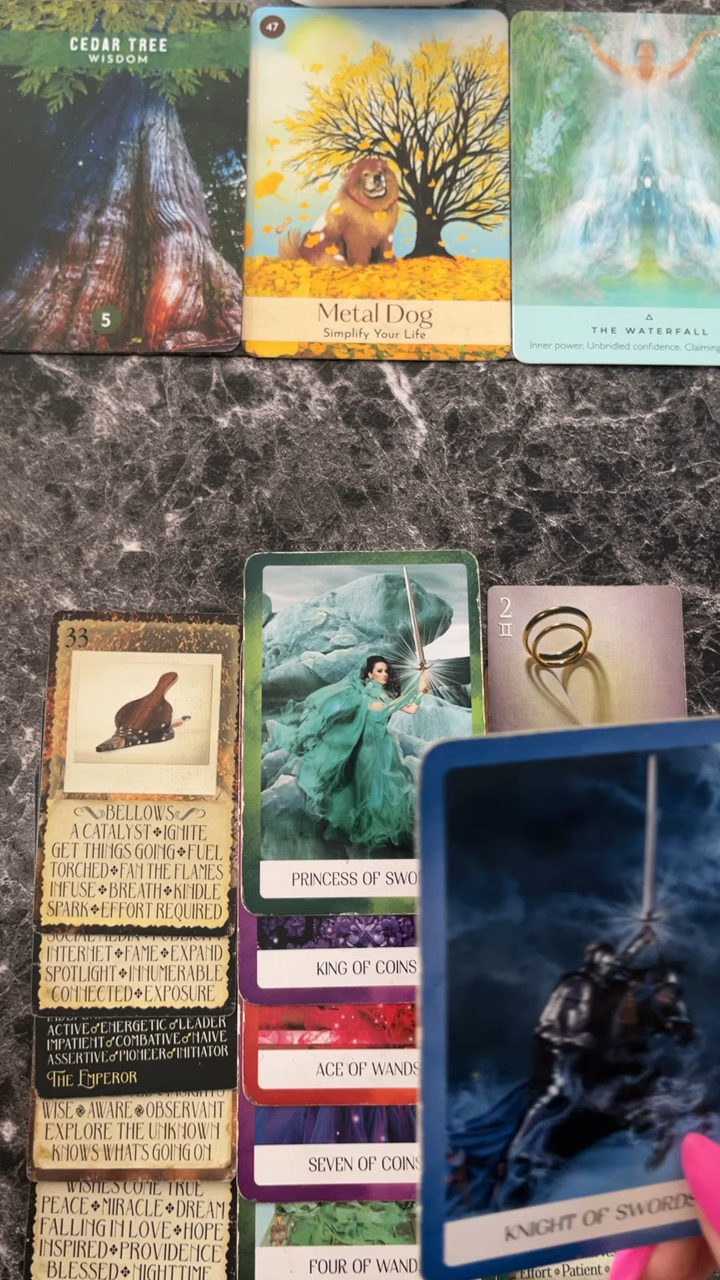 CEDAR TREE
WISDOM
5
47
Metal Dog
Simplify Your Life
THE WATERFALL
Inner power. Unbridled confidence. Claiming
33
BELLOWS
A CATALYST❖IGNITE
GET THINGS GOING❖FUEL
TORCHED❖FAN THE FLAMES
INFUSE❖BREATH❖KINDLE
SPARK❖EFFORT REQUIRED
INTERNET❖FAME❖EXPAND
SPOTLIGHT❖INNUMERABLE
CONNECTED❖EXPOSURE
ACTIVE♂ENERGETIC♂LEADER
IMPATIENT♂COMBATIVE♂NAIVE
ASSERTIVE♂PIONEER♂INITIATOR
THE EMPEROR
WISE❖AWARE❖OBSERVANT
EXPLORE THE UNKNOWN
KNOWS WHAT'S GOING ON
WISHES COME TRUE
PEACE❖MIRACLE❖DREAM
FALLING IN LOVE❖HOPE
INSPIRED❖PROVIDENCE
BLESSED❖NIGHTTIME
PRINCESS OF SWO
KING OF COINS
ACE OF WANDS
SEVEN OF COINS
FOUR OF WAND
2
♊
KNIGHT OF SWORDS
Effort❖Patient❖